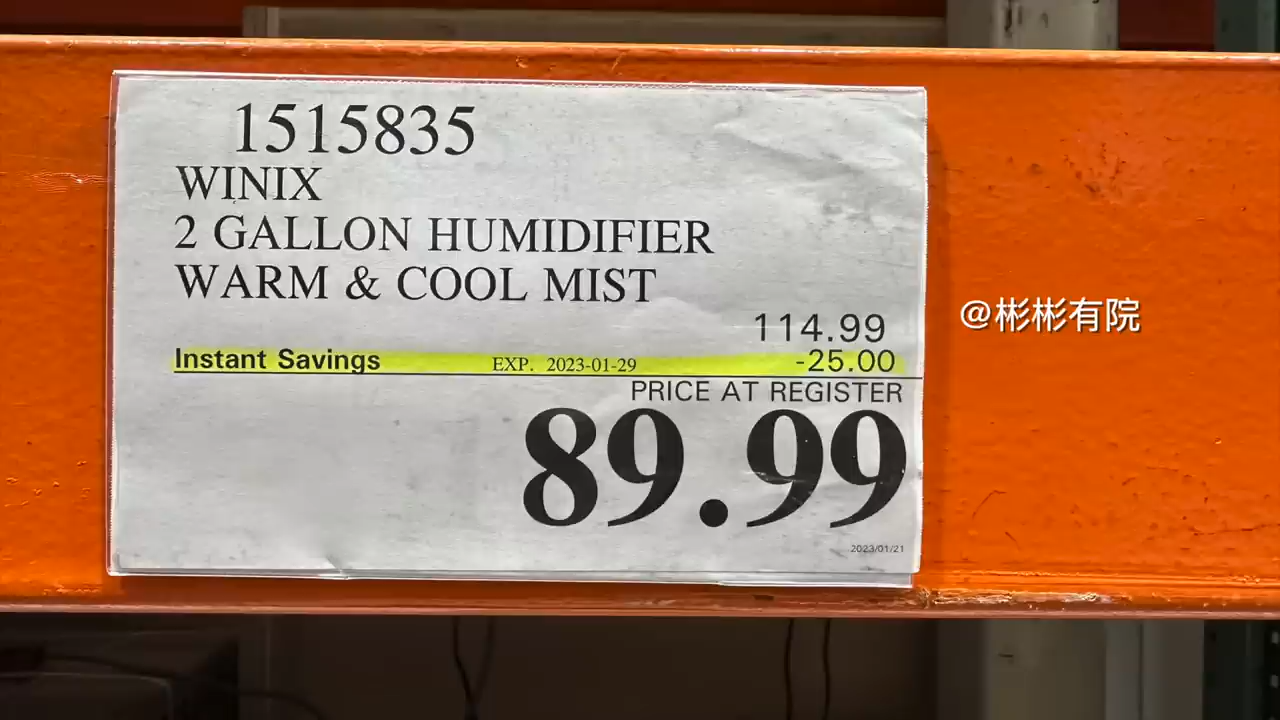 1515835
WINIX
2 GALLON HUMIDIFIER
WARM & COOL MIST
114.99
Instant Savings EXP. 2023-01-29 -25.00
PRICE AT REGISTER
89.99
2023/01/21
@彬彬有院